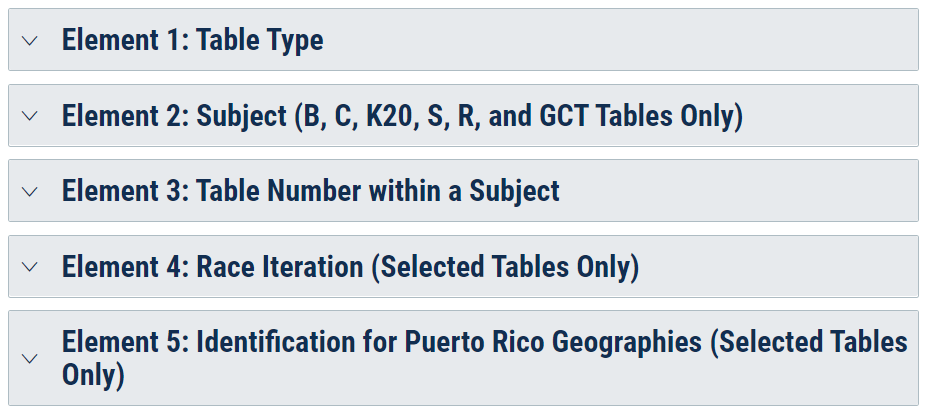 Element 1: Table Type
Element 2: Subject (B, C, K20, S, R, and GCT Tables Only)
Element 3: Table Number within a Subject
Element 4: Race Iteration (Selected Tables Only)
Element 5: Identification for Puerto Rico Geographies (Selected Tables
Only)